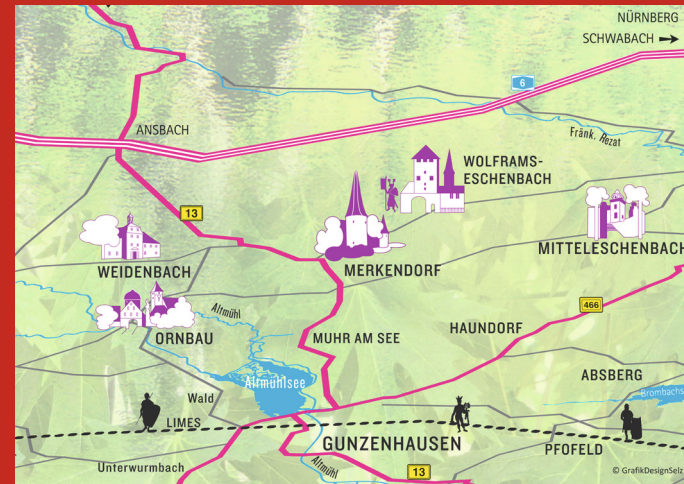 NÜRNBERG
SCHWABACH
6
ANSBACH
Fränk. Rezat
WOLFRAMS-
ESCHENBACH
13
MITTELESCHENBACH
WEIDENBACH
MERKENDORF
466
Altmühl
ORNBAU
MUHR AM SEE
HAUNDORF
Altmühlsee
ABSBERG
Brombachs
Wald
LIMES
GUNZENHAUSEN
PFOFELD
Unterwurmbach
Altmühl
13
© GrafikDesignSelz